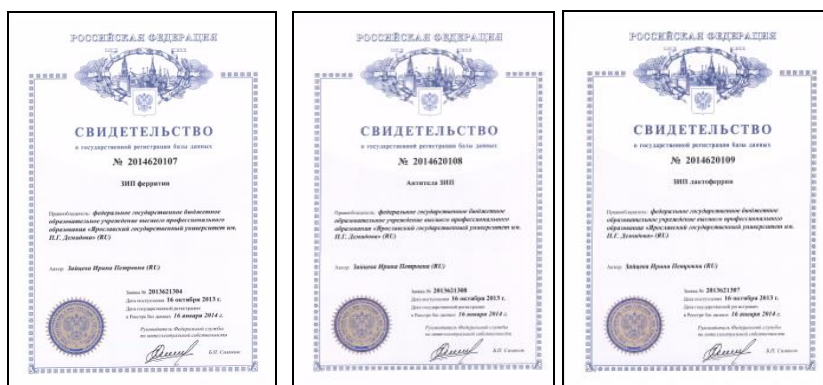 РОССИЙСКАЯ ФЕДЕРАЦИЯ
СВИДЕТЕЛЬСТВО
о государственной регистрации базы данных
№ 2014620107
ЗИП ферритин
Правообладатель: федеральное государственное бюджетное
образовательное учреждение высшего профессионального
образования «Ярославский государственный университет им.
П.Г. Демидова» (RU)
Автор: Зайцева Ирина Петровна (RU)
Заявка № 2013621304
Дата поступления 16 октября 2013 г.
Дата государственной регистрации
в Реестре баз данных 16 января 2014 г.
Руководитель Федеральной службы
по интеллектуальной собственности
Б.П. Симонов
РОССИЙСКАЯ ФЕДЕРАЦИЯ
СВИДЕТЕЛЬСТВО
о государственной регистрации базы данных
№ 2014620108
Антитела ЗИП
Правообладатель: федеральное государственное бюджетное
образовательное учреждение высшего профессионального
образования «Ярославский государственный университет им.
П.Г. Демидова» (RU)
Автор: Зайцева Ирина Петровна (RU)
Заявка № 2013621308
Дата поступления 16 октября 2013 г.
Дата государственной регистрации
в Реестре баз данных 16 января 2014 г.
Руководитель Федеральной службы
по интеллектуальной собственности
Б.П. Симонов
РОССИЙСКАЯ ФЕДЕРАЦИЯ
СВИДЕТЕЛЬСТВО
о государственной регистрации базы данных
№ 2014620109
ЗИП лактоферрин
Правообладатель: федеральное государственное бюджетное
образовательное учреждение высшего профессионального
образования «Ярославский государственный университет им.
П.Г. Демидова» (RU)
Автор: Зайцева Ирина Петровна (RU)
Заявка № 2013621307
Дата поступления 16 октября 2013 г.
Дата государственной регистрации
в Реестре баз данных 16 января 2014 г.
Руководитель Федеральной службы
по интеллектуальной собственности
Б.П. Симонов